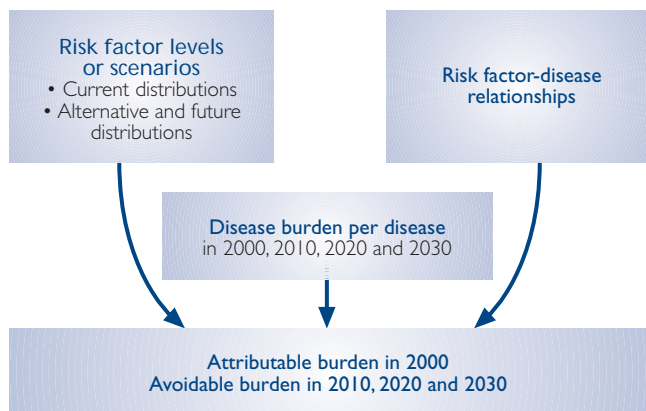 Risk factor levels
or scenarios
• Current distributions
• Alternative and future
distributions
Risk factor-disease
relationships
Disease burden per disease
in 2000, 2010, 2020 and 2030
Attributable burden in 2000
Avoidable burden in 2010, 2020 and 2030